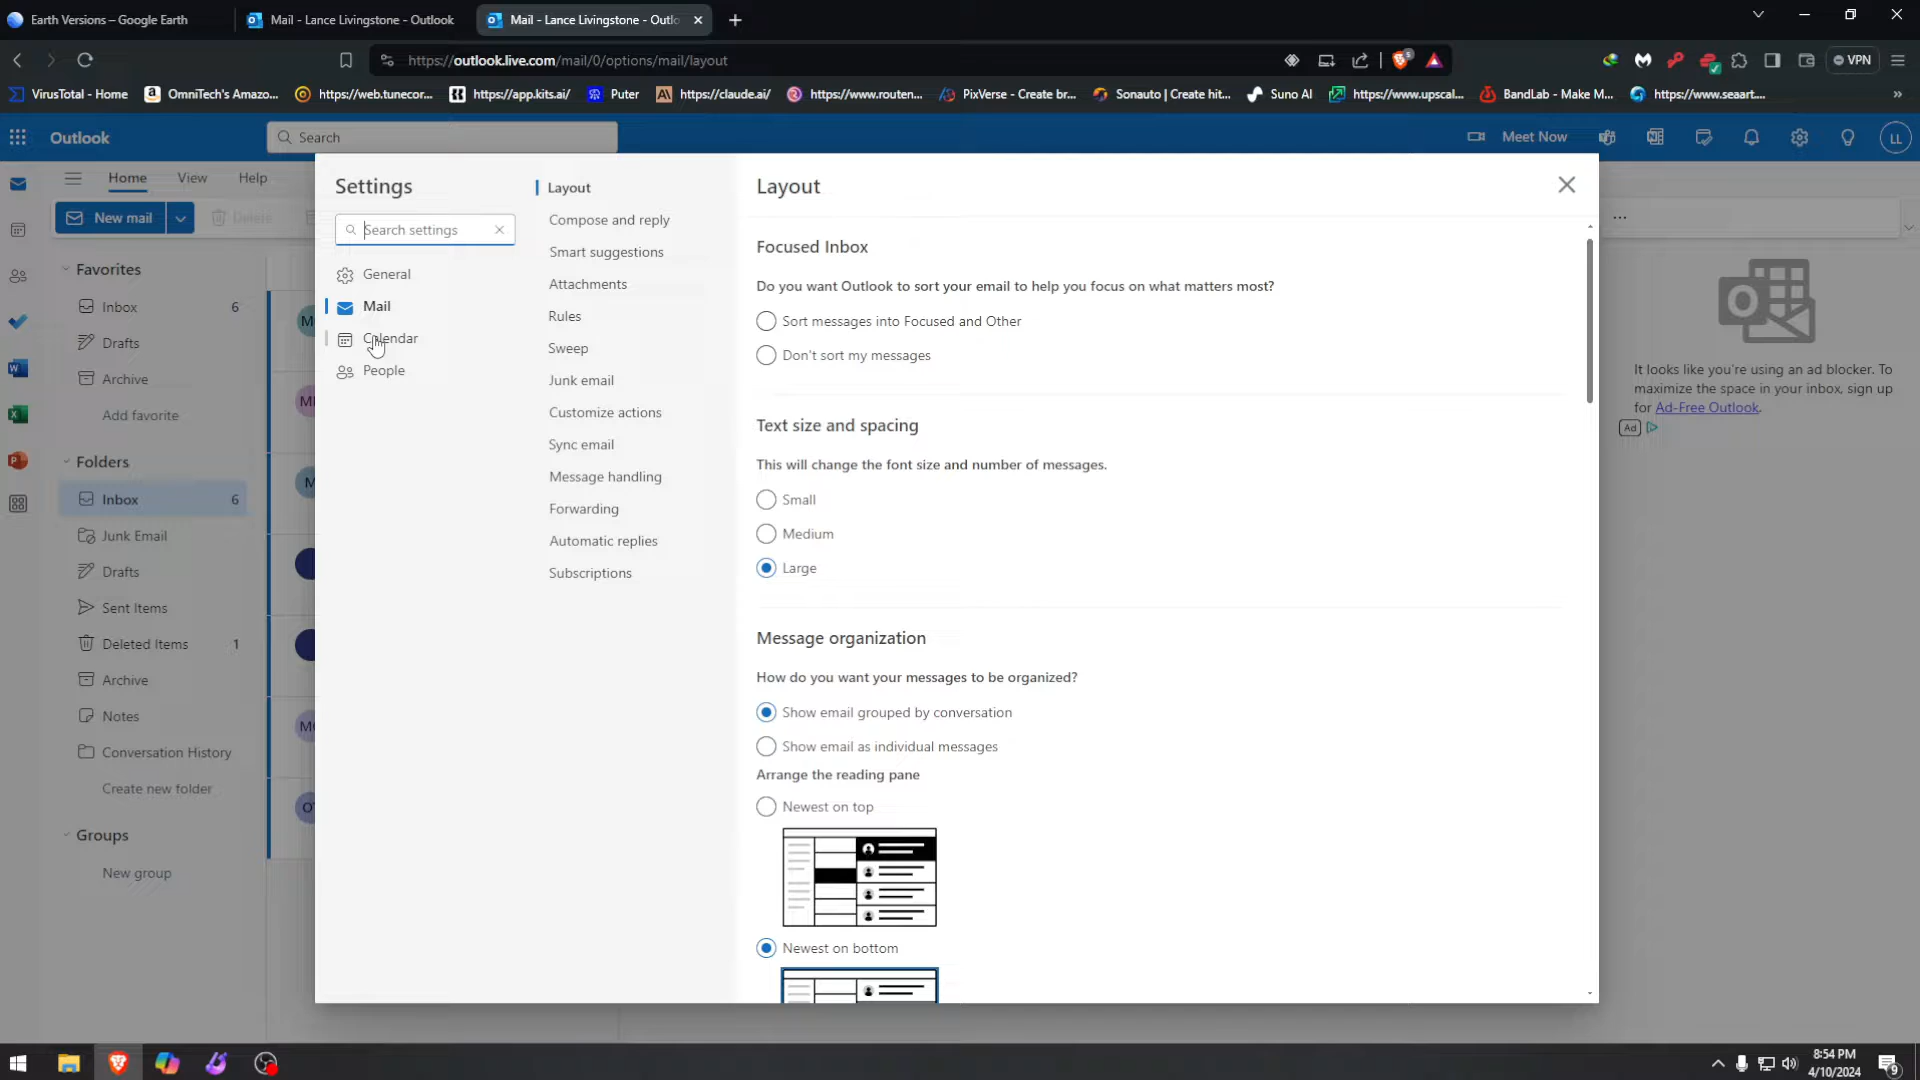 Earth Versions – Google Earth
Mail - Lance Livingstone - Outlook
Mail - Lance Livingstone - Outlo
https://outlook.live.com/mail/0/options/mail/layout
5
VPN
VirusTotal - Home
OmniTech's Amazo...
https://web.tunecor...
https://app.kits.ai/
Puter
https://claude.ai/
https://www.routen...
PixVerse - Create br...
Sonauto | Create hit...
Suno AI
https://www.upscal...
BandLab - Make M...
https://www.seaart....
Outlook
Search
Meet Now
LL
Home
View
Help
New mail
Delete
Favorites
Inbox 6
Drafts
Archive
Add favorite
Folders
Inbox 6
Junk Email
Drafts
Sent Items
Deleted Items 1
Archive
Notes
Conversation History
Create new folder
Groups
New group
Settings
Search settings
General
Mail
Calendar
People
Layout
Compose and reply
Smart suggestions
Attachments
Rules
Sweep
Junk email
Customize actions
Sync email
Message handling
Forwarding
Automatic replies
Subscriptions
Layout
Focused Inbox
Do you want Outlook to sort your email to help you focus on what matters most?
Sort messages into Focused and Other
Don't sort my messages
Text size and spacing
This will change the font size and number of messages.
Small
Medium
Large
Message organization
How do you want your messages to be organized?
Show email grouped by conversation
Show email as individual messages
Arrange the reading pane
Newest on top
Newest on bottom
It looks like you're using an ad blocker. To
maximize the space in your inbox, sign up
for Ad-Free Outlook.
Ad
8:54 PM
4/10/2024
9